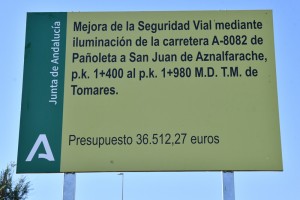 Junta de Andalucía
Mejora de la Seguridad Vial mediante
iluminación de la carretera A-8082 de
Pañoleta a San Juan de Aznalfarache,
p.k. 1+400 al p.k. 1+980 M.D. T.M. de
Tomares.
Presupuesto 36.512,27 euros